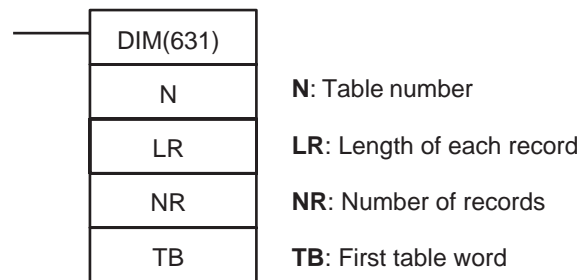 DIM(631)
N
N: Table number
LR
LR: Length of each record
NR
NR: Number of records
TB
TB: First table word